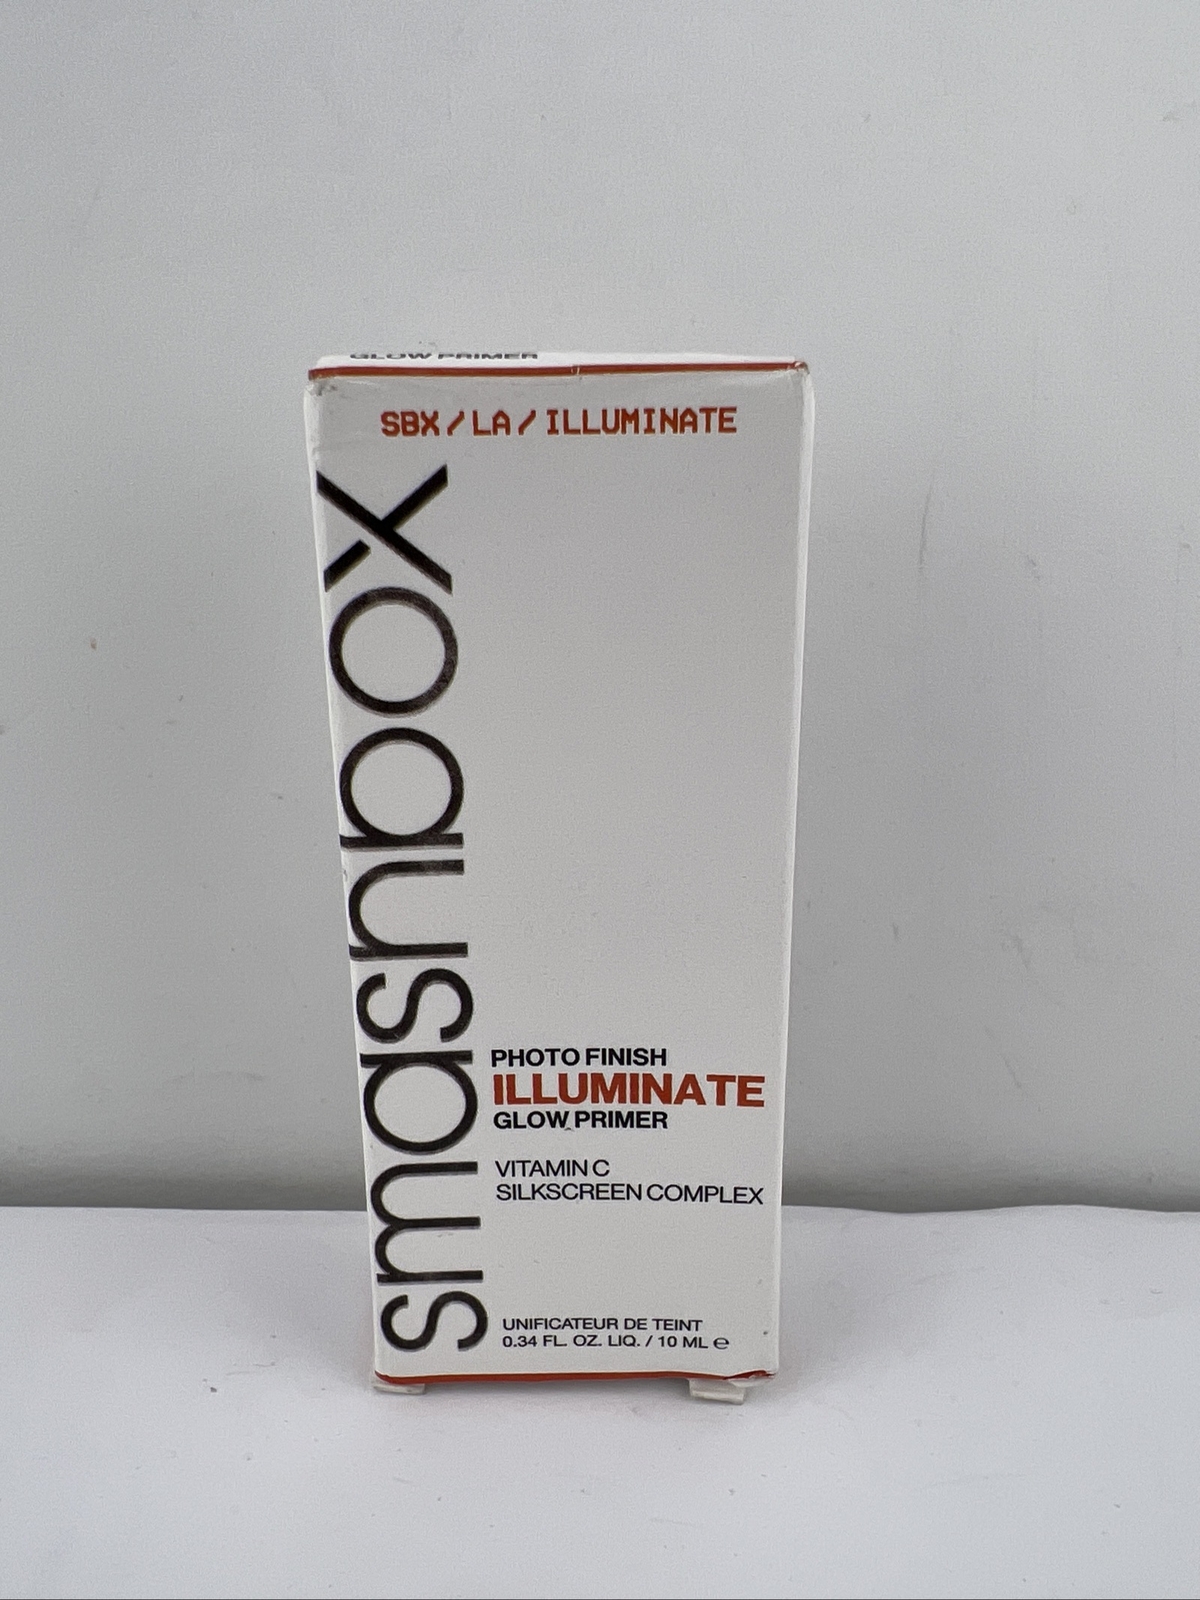 GLOW PRIMER
SBX/LA/ILLUMINATE
smashbox
PHOTO FINISH
ILLUMINATE
GLOW PRIMER
VITAMIN C
SILKSCREEN COMPLEX
UNIFICATEUR DE TEINT
0.34 FL. OZ. LIQ. / 10 ML ℮